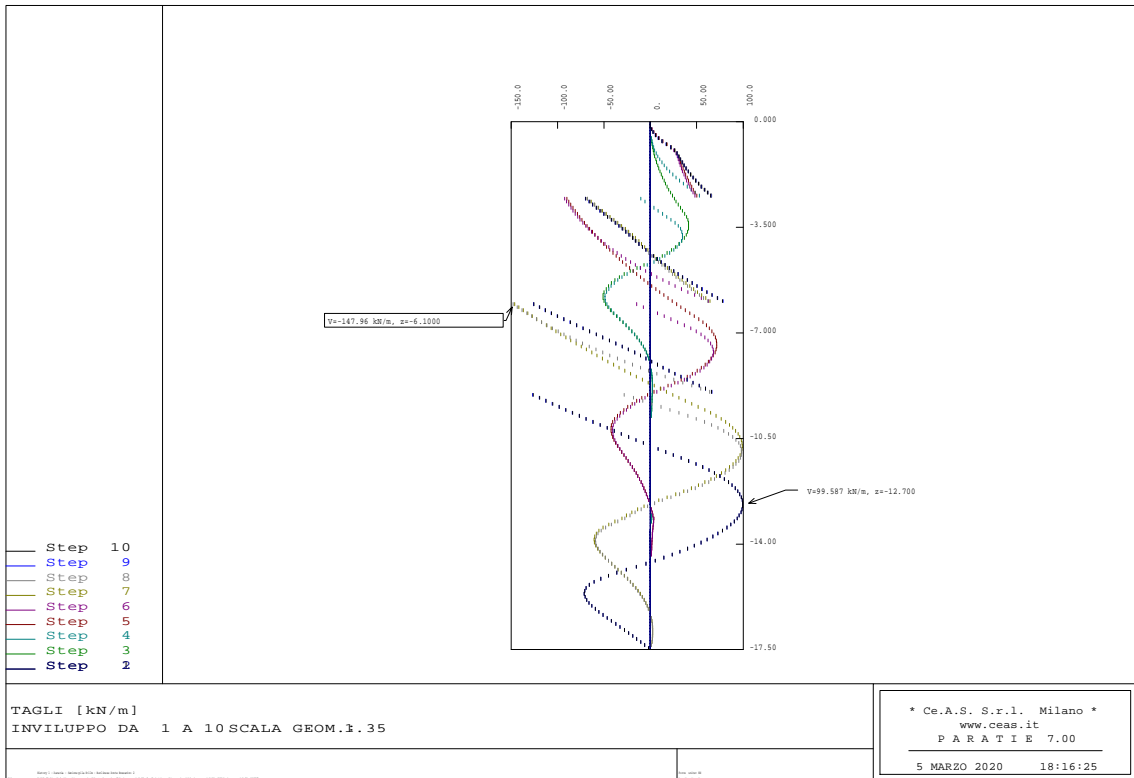 -150.0
-100.0
-50.00
0.
50.00
100.0
0.000
-3.500
-7.000
-10.50
-14.00
-17.50
V=-147.96 kN/m, z=-6.1000
V=99.587 kN/m, z=-12.700
Step 10
Step 9
Step 8
Step 7
Step 6
Step 5
Step 4
Step 3
Step
TAGLI [kN/m]
INVILUPPO DA 1 A 10 SCALA GEOM.
* Ce.A.S. S.r.l. Milano *
www.ceas.it
P A R A T I E 7.00
5 MARZO 2020 18:16:25